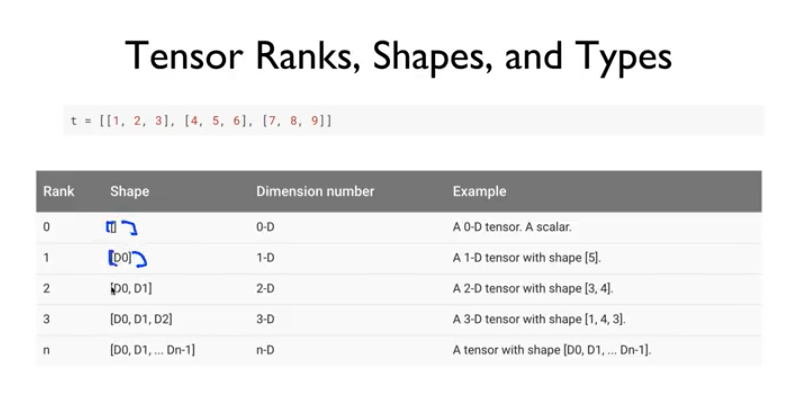 Tensor Ranks, Shapes, and Types
t = [[1, 2, 3], [4, 5, 6], [7, 8, 9]]
Rank Shape Dimension number Example
0 [] 0-D A 0-D tensor. A scalar.
1 [D0] 1-D A 1-D tensor with shape [5].
2 [D0, D1] 2-D A 2-D tensor with shape [3, 4].
3 [D0, D1, D2] 3-D A 3-D tensor with shape [1, 4, 3].
n [D0, D1, ... Dn-1] n-D A tensor with shape [D0, D1, ... Dn-1].